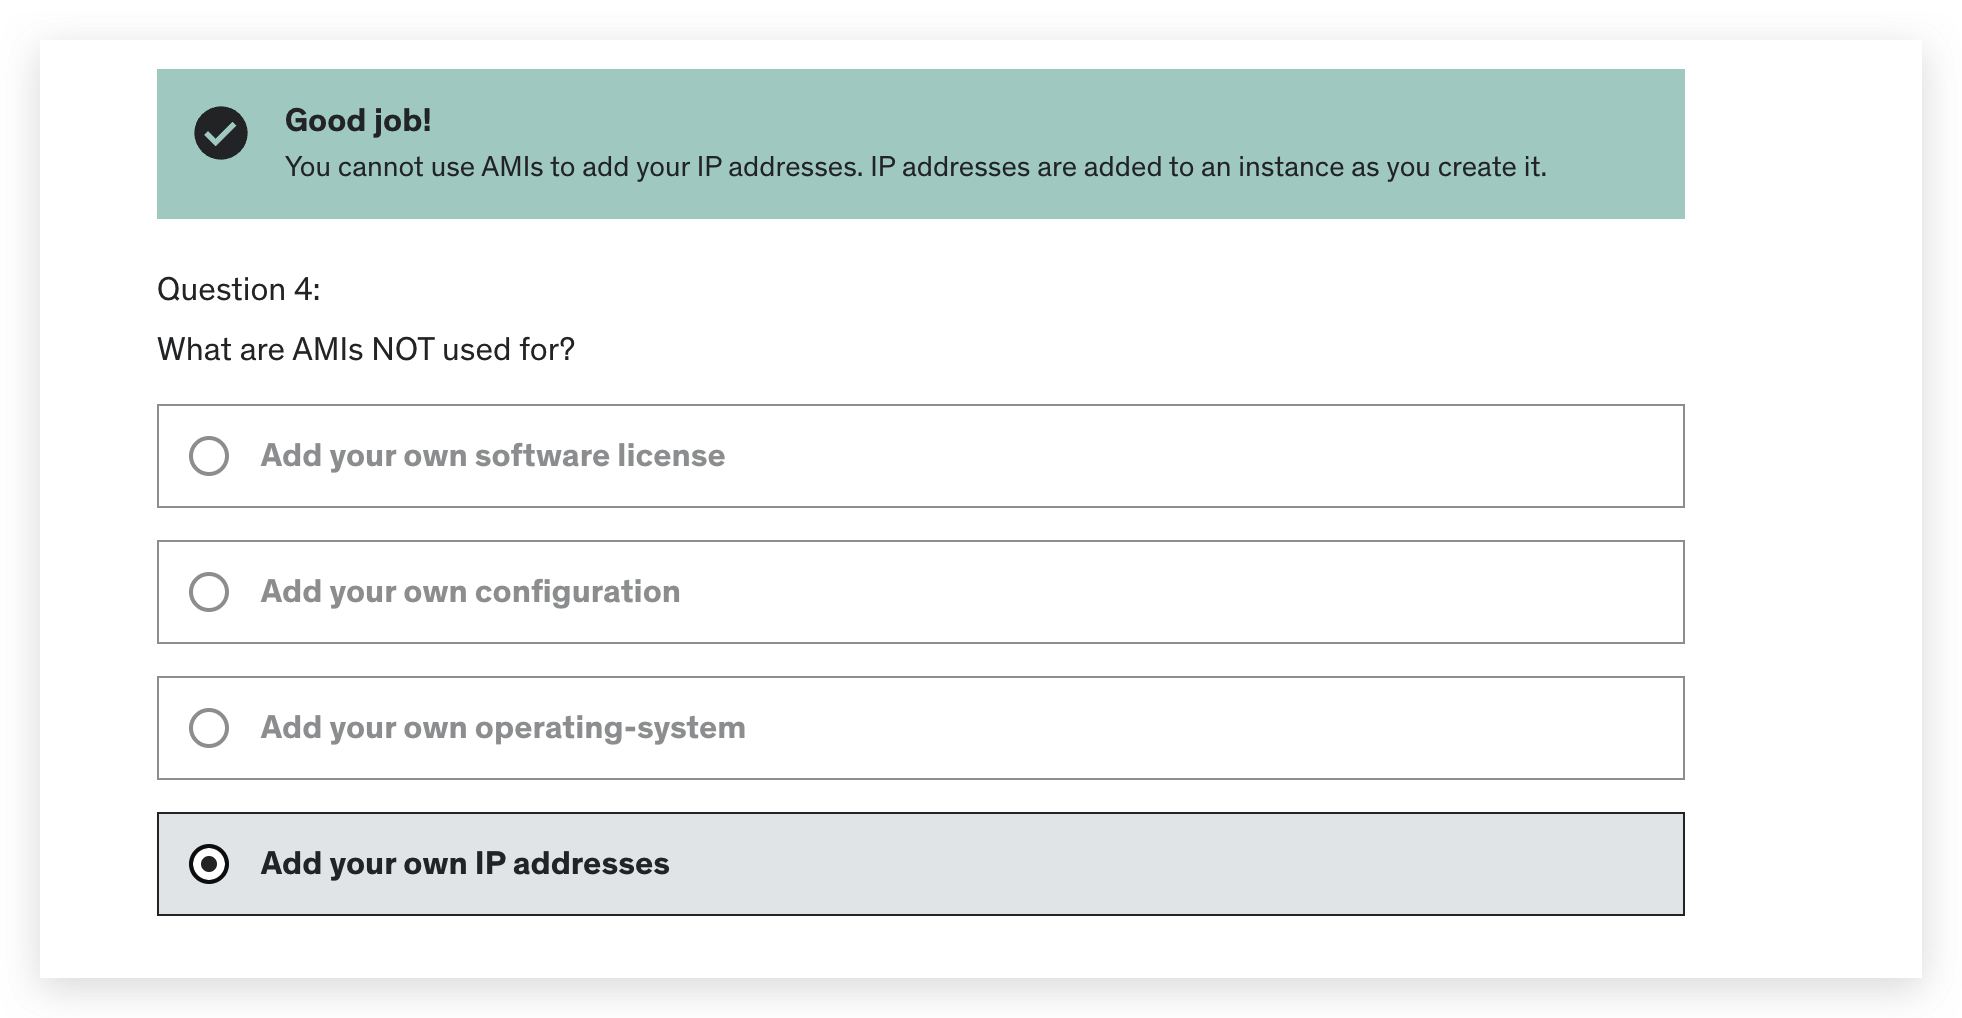 Good job!
You cannot use AMIs to add your IP addresses. IP addresses are added to an instance as you create it.
Question 4:
What are AMIs NOT used for?
Add your own software license
Add your own configuration
Add your own operating-system
Add your own IP addresses